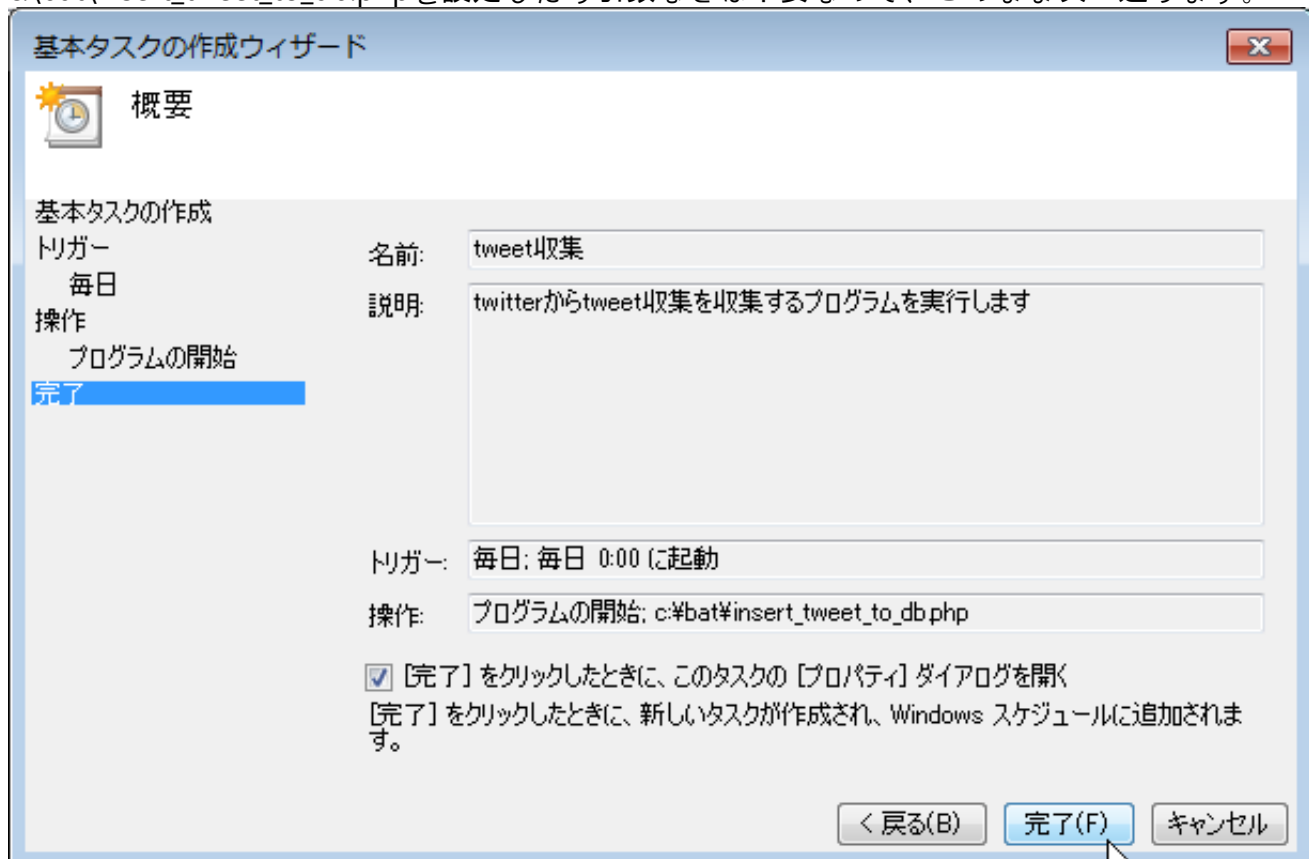 基本タスクの作成ウィザード
概要
基本タスクの作成
トリガー
毎日
操作
プログラムの開始
完了
名前: tweet収集
説明: twitterからtweet収集を収集するプログラムを実行します
トリガー: 毎日; 毎日 0:00 に起動
操作: プログラムの開始; c:¥bat¥insert_tweet_to_db.php
[完了] をクリックしたときに、このタスクの [プロパティ] ダイアログを開く
[完了] をクリックしたときに、新しいタスクが作成され、Windows スケジュールに追加されま
す。
< 戻る(B) 完了(F) キャンセル